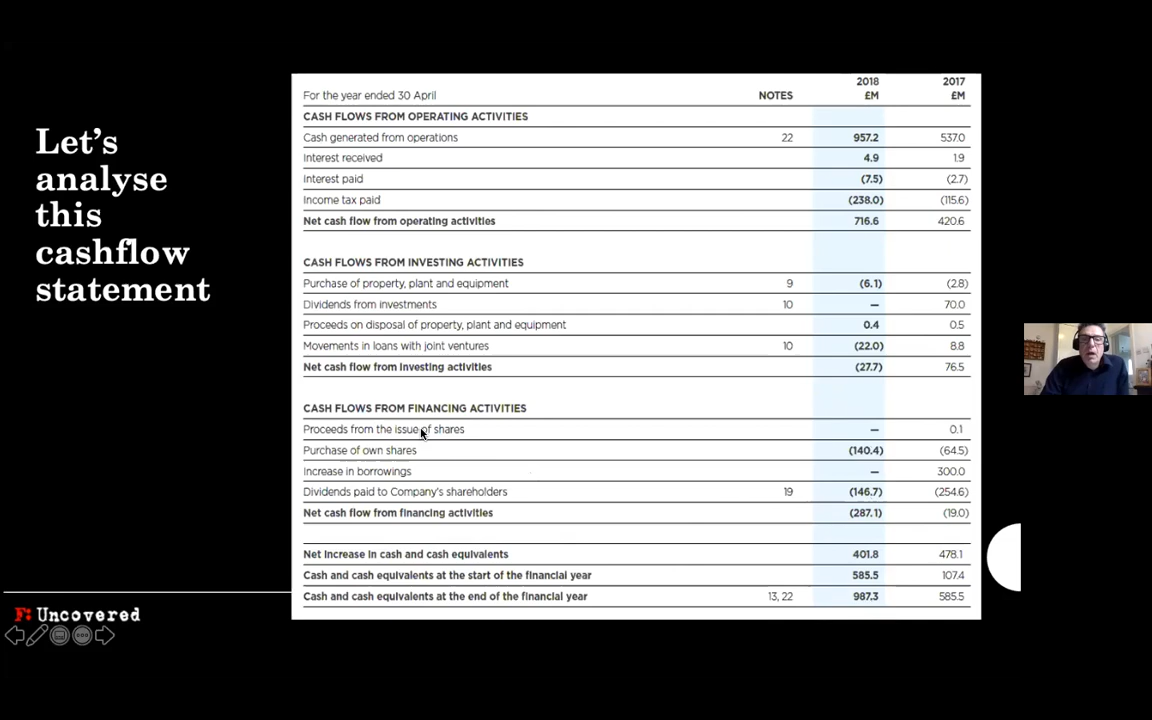 Let's
analyse
this
cashflow
statement
2018 2017
For the year ended 30 April NOTES £M £M
CASH FLOWS FROM OPERATING ACTIVITIES
Cash generated from operations 22 957.2 537.0
Interest received 4.9 1.9
Interest paid (7.5) (2.7)
Income tax paid (238.0) (115.6)
Net cash flow from operating activities 716.6 420.6
CASH FLOWS FROM INVESTING ACTIVITIES
Purchase of property, plant and equipment 9 (6.1) (2.8)
Dividends from investments 10 – 70.0
Proceeds on disposal of property, plant and equipment 0.4 0.5
Movements in loans with joint ventures 10 (22.0) 8.8
Net cash flow from investing activities (27.7) 76.5
CASH FLOWS FROM FINANCING ACTIVITIES
Proceeds from the issue of shares – 0.1
Purchase of own shares (140.4) (64.5)
Increase in borrowings – 300.0
Dividends paid to Company's shareholders 19 (146.7) (254.6)
Net cash flow from financing activities (287.1) (19.0)
Net increase in cash and cash equivalents 401.8 478.1
Cash and cash equivalents at the start of the financial year 585.5 107.4
Cash and cash equivalents at the end of the financial year 13, 22 987.3 585.5
F: Uncovered